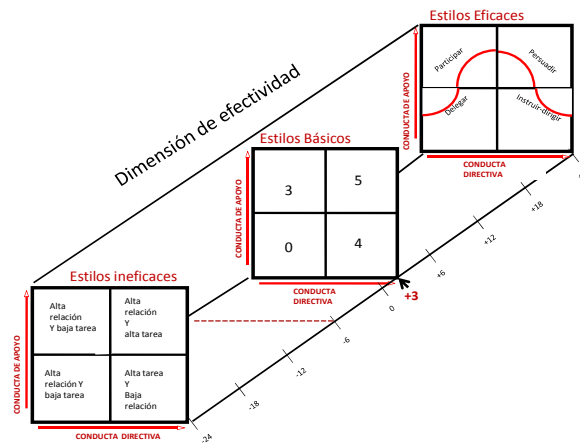 Estilos Eficaces
Participar
Persuadir
Delegar
Instruir-dirigir
CONDUCTA DE APOYO
CONDUCTA
DIRECTIVA
Dimensión de efectividad
Estilos Básicos
3
5
0
4
CONDUCTA DE APOYO
CONDUCTA
DIRECTIVA
Estilos ineficaces
Alta
relación
Y baja tarea
Alta
relación
Y
alta tarea
Alta
relación Y
baja tarea
Alta tarea
Y
Baja
relación
CONDUCTA DE APOYO
CONDUCTA DIRECTIVA
-24
-18
-12
-6
0
+3
+6
+12
+18